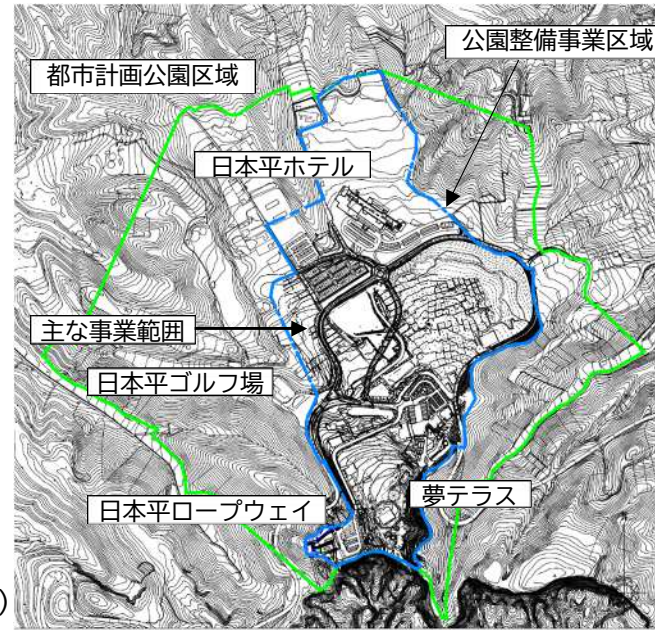 公園整備事業区域
都市計画公園区域
日本平ホテル
主な事業範囲
日本平ゴルフ場
夢テラス
日本平ロープウェイ
)